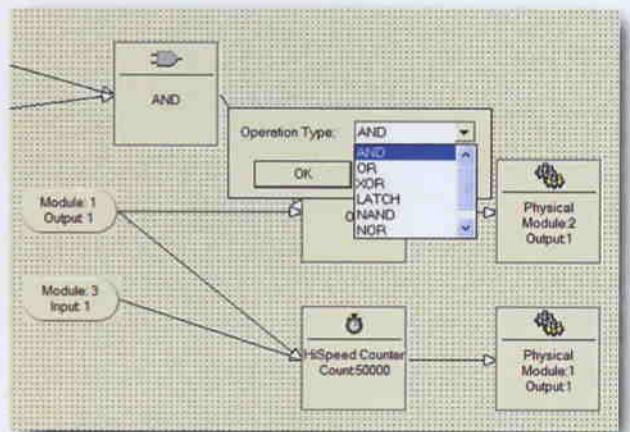 AND
Operation Type: AND
AND
OR
XOR
LATCH
NAND
NOR
OK
Module: 1
Output: 1
Physical
Module:2
Output:1
Module: 3
Input: 1
HiSpeed Counter
Count:50000
Physical
Module:1
Output:1